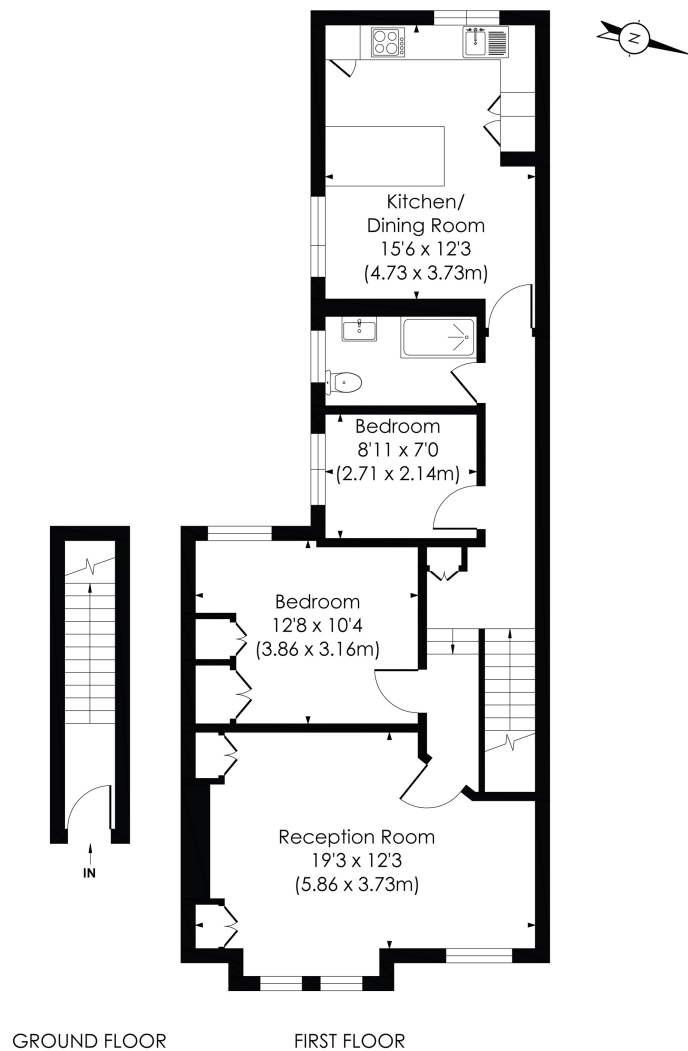 N
Kitchen/
Dining Room
15'6 x 12'3
(4.73 x 3.73m)
Bedroom
8'11 x 7'0
(2.71 x 2.14m)
Bedroom
12'8 x 10'4
(3.86 x 3.16m)
Reception Room
19'3 x 12'3
(5.86 x 3.73m)
IN
GROUND FLOOR
FIRST FLOOR